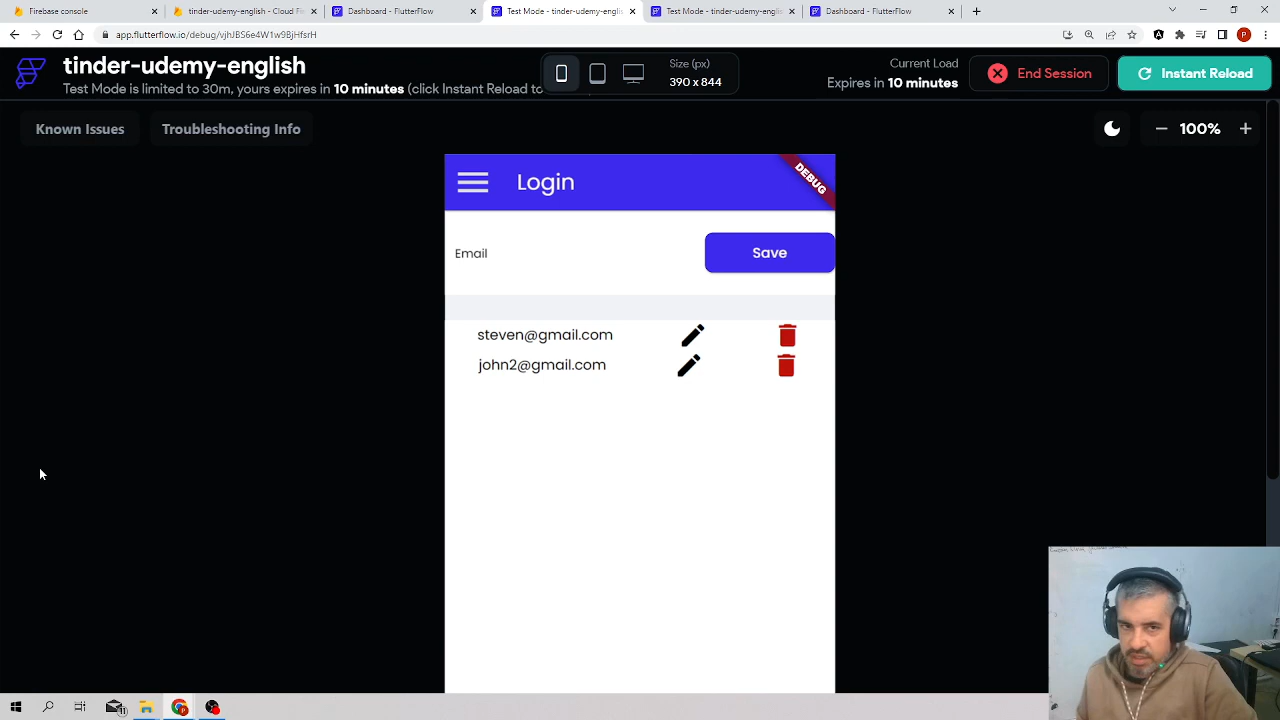 Firebase console
tinder-udemy-english - Cloud Fi
Dashboard - FlutterFlow
Test Mode - tinder-udemy-englis
Test Mode - tinder-udemy-englis
Dashboard - FlutterFlow
app.flutterflow.io/debug/vjhJBS6e4W1w9BjHfsrH
tinder-udemy-english
Test Mode is limited to 30m, yours expires in 10 minutes (click Instant Reload to
Size (px)
390 x 844
Current Load
Expires in 10 minutes
End Session
Instant Reload
Known Issues
Troubleshooting Info
100%
Login
DEBUG
Email
Save
steven@gmail.com
john2@gmail.com